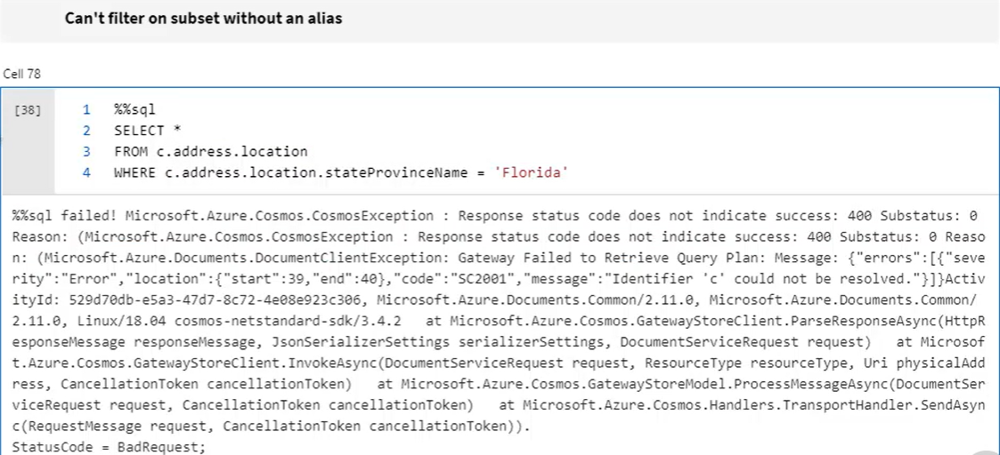 Can't filter on subset without an alias
Cell 78
[38]
1 %%sql
2 SELECT *
3 FROM c.address.location
4 WHERE c.address.location.stateProvinceName = 'Florida'
%%sql failed! Microsoft.Azure.Cosmos.CosmosException : Response status code does not indicate success: 400 Substatus: 0
Reason: (Microsoft.Azure.Cosmos.CosmosException : Response status code does not indicate success: 400 Substatus: 0 Reaso
n: (Microsoft.Azure.Documents.DocumentClientException: Gateway Failed to Retrieve Query Plan: Message: {"errors":[{"seve
rity":"Error","location":{"start":39,"end":40},"code":"SC2001","message":"Identifier 'c' could not be resolved."}]}Activ
ityId: 529d70db-e5a3-47d7-8c72-4e08e923c306, Microsoft.Azure.Documents.Common/2.11.0, Microsoft.Azure.Documents.Common/
2.11.0, Linux/18.04 cosmos-netstandard-sdk/3.4.2   at Microsoft.Azure.Cosmos.GatewayStoreClient.ParseResponseAsync(HttpR
esponseMessage responseMessage, JsonSerializerSettings serializerSettings, DocumentServiceRequest request)   at Microsof
t.Azure.Cosmos.GatewayStoreClient.InvokeAsync(DocumentServiceRequest request, ResourceType resourceType, Uri physicalAdd
ress, CancellationToken cancellationToken)   at Microsoft.Azure.Cosmos.GatewayStoreModel.ProcessMessageAsync(DocumentSer
viceRequest request, CancellationToken cancellationToken)   at Microsoft.Azure.Cosmos.Handlers.TransportHandler.SendAsyn
c(RequestMessage request, CancellationToken cancellationToken)).
StatusCode = BadRequest;